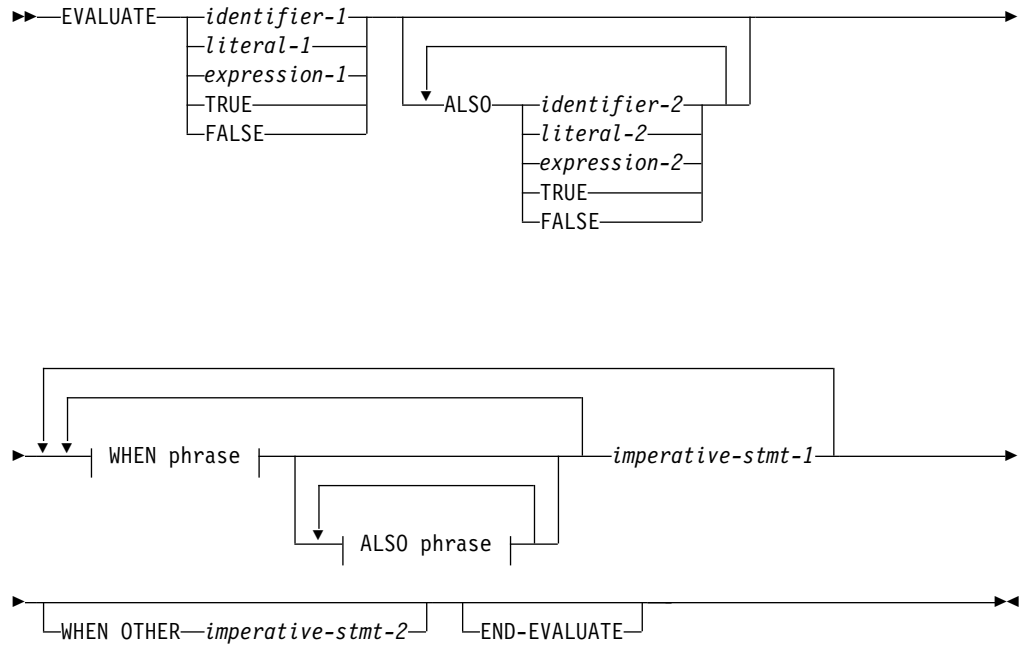 EVALUATE identifier-1
literal-1
expression-1
TRUE
FALSE
ALSO identifier-2
literal-2
expression-2
TRUE
FALSE
WHEN phrase imperative-stmt-1
ALSO phrase
WHEN OTHER imperative-stmt-2 END-EVALUATE